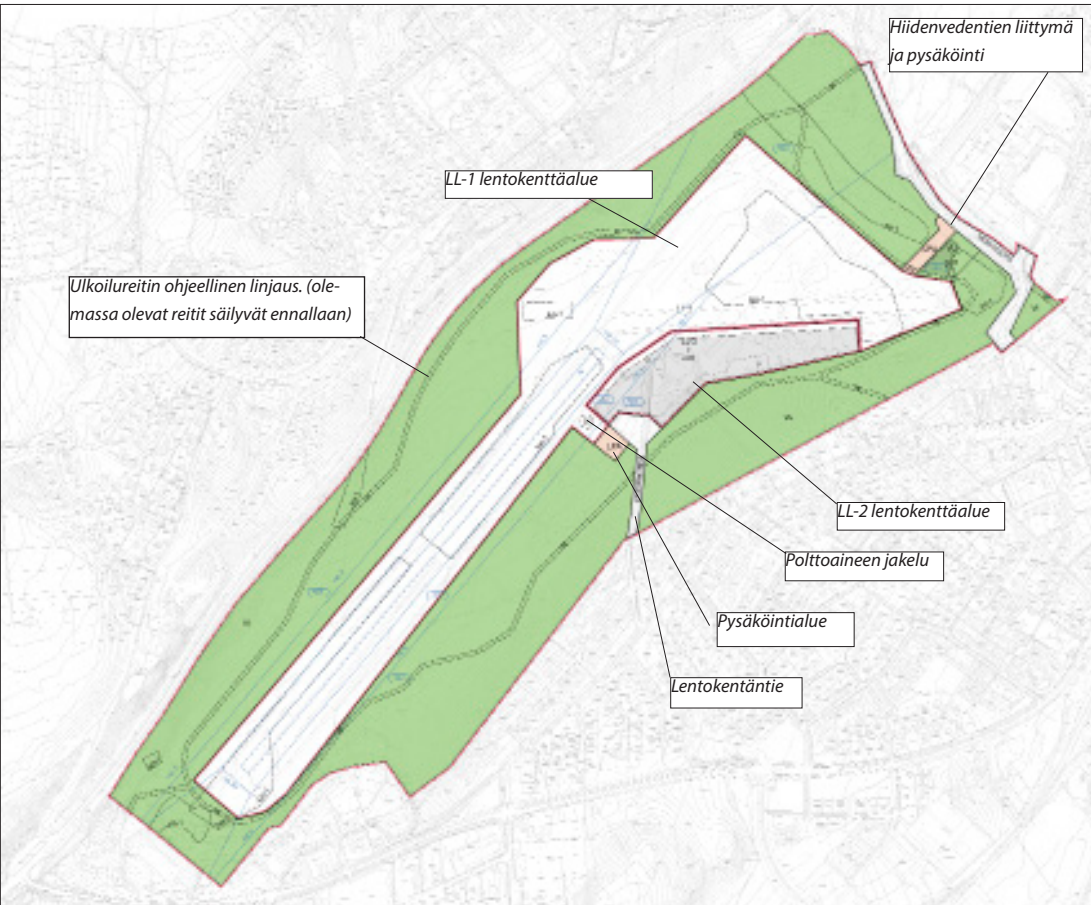 Hiidenvedentien liittymä
ja pysäköinti
LL-1 lentokenttäalue
Ulkoilureitin ohjeellinen linjaus. (ole-
massa olevat reitit säilyvät ennallaan)
LL-2 lentokenttäalue
Polttoaineen jakelu
Pysäköintialue
Lentokentäntie